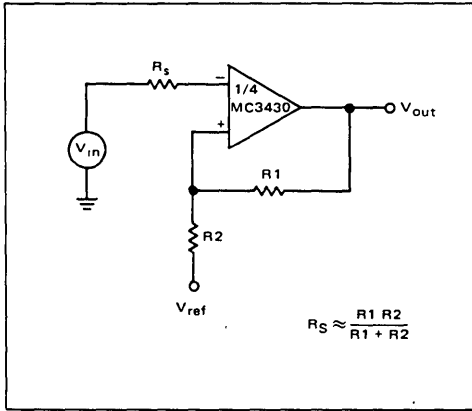 Rs
−
1/4
MC3430
+
Vout
Vin
R1
R2
Vref
RS ≈ R1 R2 / R1 + R2